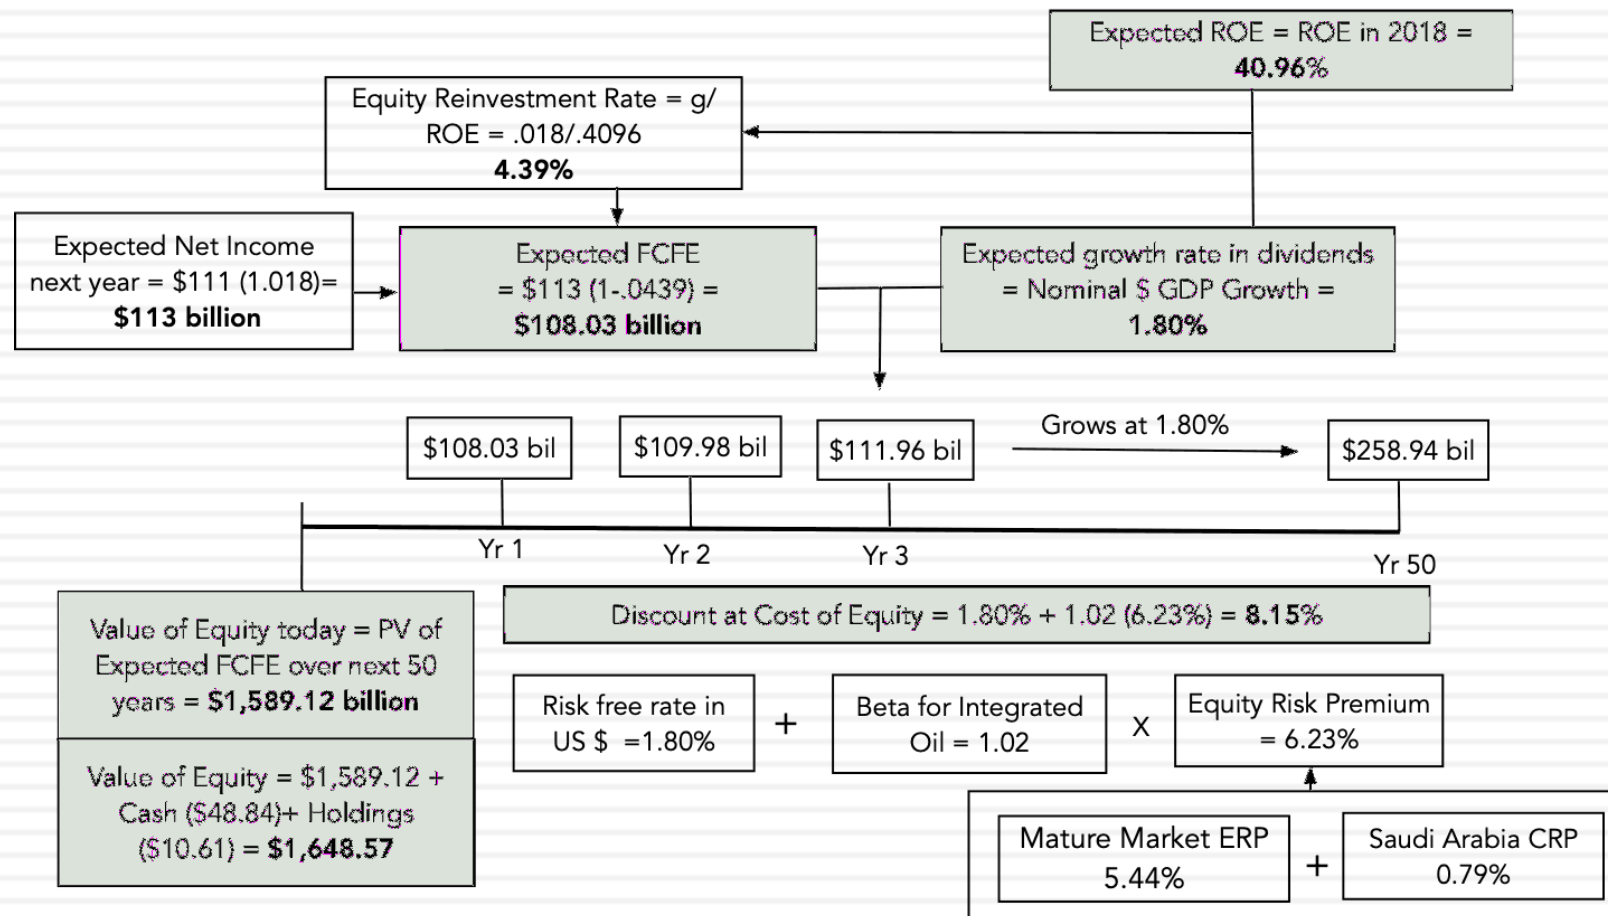 Expected ROE = ROE in 2018 =
40.96%
Equity Reinvestment Rate = g/
ROE = .018/.4096
4.39%
Expected Net Income
next year = $111 (1.018)=
$113 billion
Expected FCFE
= $113 (1-.0439) =
$108.03 billion
Expected growth rate in dividends
= Nominal $ GDP Growth =
1.80%
$108.03 bil
$109.98 bil
$111.96 bil
Grows at 1.80%
$258.94 bil
Yr 1
Yr 2
Yr 3
Yr 50
Discount at Cost of Equity = 1.80% + 1.02 (6.23%) = 8.15%
Value of Equity today = PV of
Expected FCFE over next 50
years = $1,589.12 billion
Value of Equity = $1,589.12 +
Cash ($48.84)+ Holdings
($10.61) = $1,648.57
Risk free rate in
US $ =1.80%
+
Beta for Integrated
Oil = 1.02
X
Equity Risk Premium
= 6.23%
Mature Market ERP
5.44%
+
Saudi Arabia CRP
0.79%